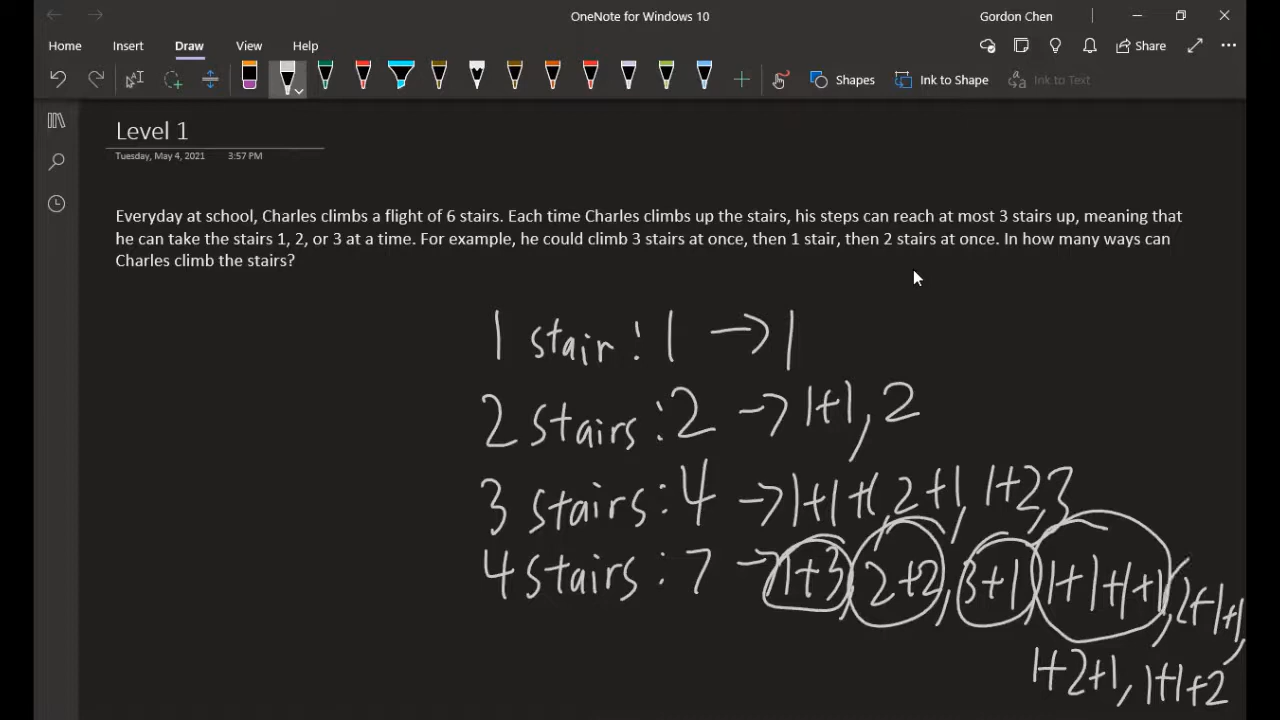 OneNote for Windows 10
Gordon Chen
Home Insert Draw View Help
Share
Shapes
Ink to Shape
Ink to Text
Level 1
Tuesday, May 4, 2021 3:57 PM
Everyday at school, Charles climbs a flight of 6 stairs. Each time Charles climbs up the stairs, his steps can reach at most 3 stairs up, meaning that
he can take the stairs 1, 2, or 3 at a time. For example, he could climb 3 stairs at once, then 1 stair, then 2 stairs at once. In how many ways can
Charles climb the stairs?
1 stair: 1 → 1
2 stairs: 2 → 1+1, 2
3 stairs: 4 → 1+1+1, 2+1, 1+2, 3
4 stairs: 7 → 1+3, 2+2, 3+1, 1+1+1+1, 2+1+1,
1+2+1, 1+1+2